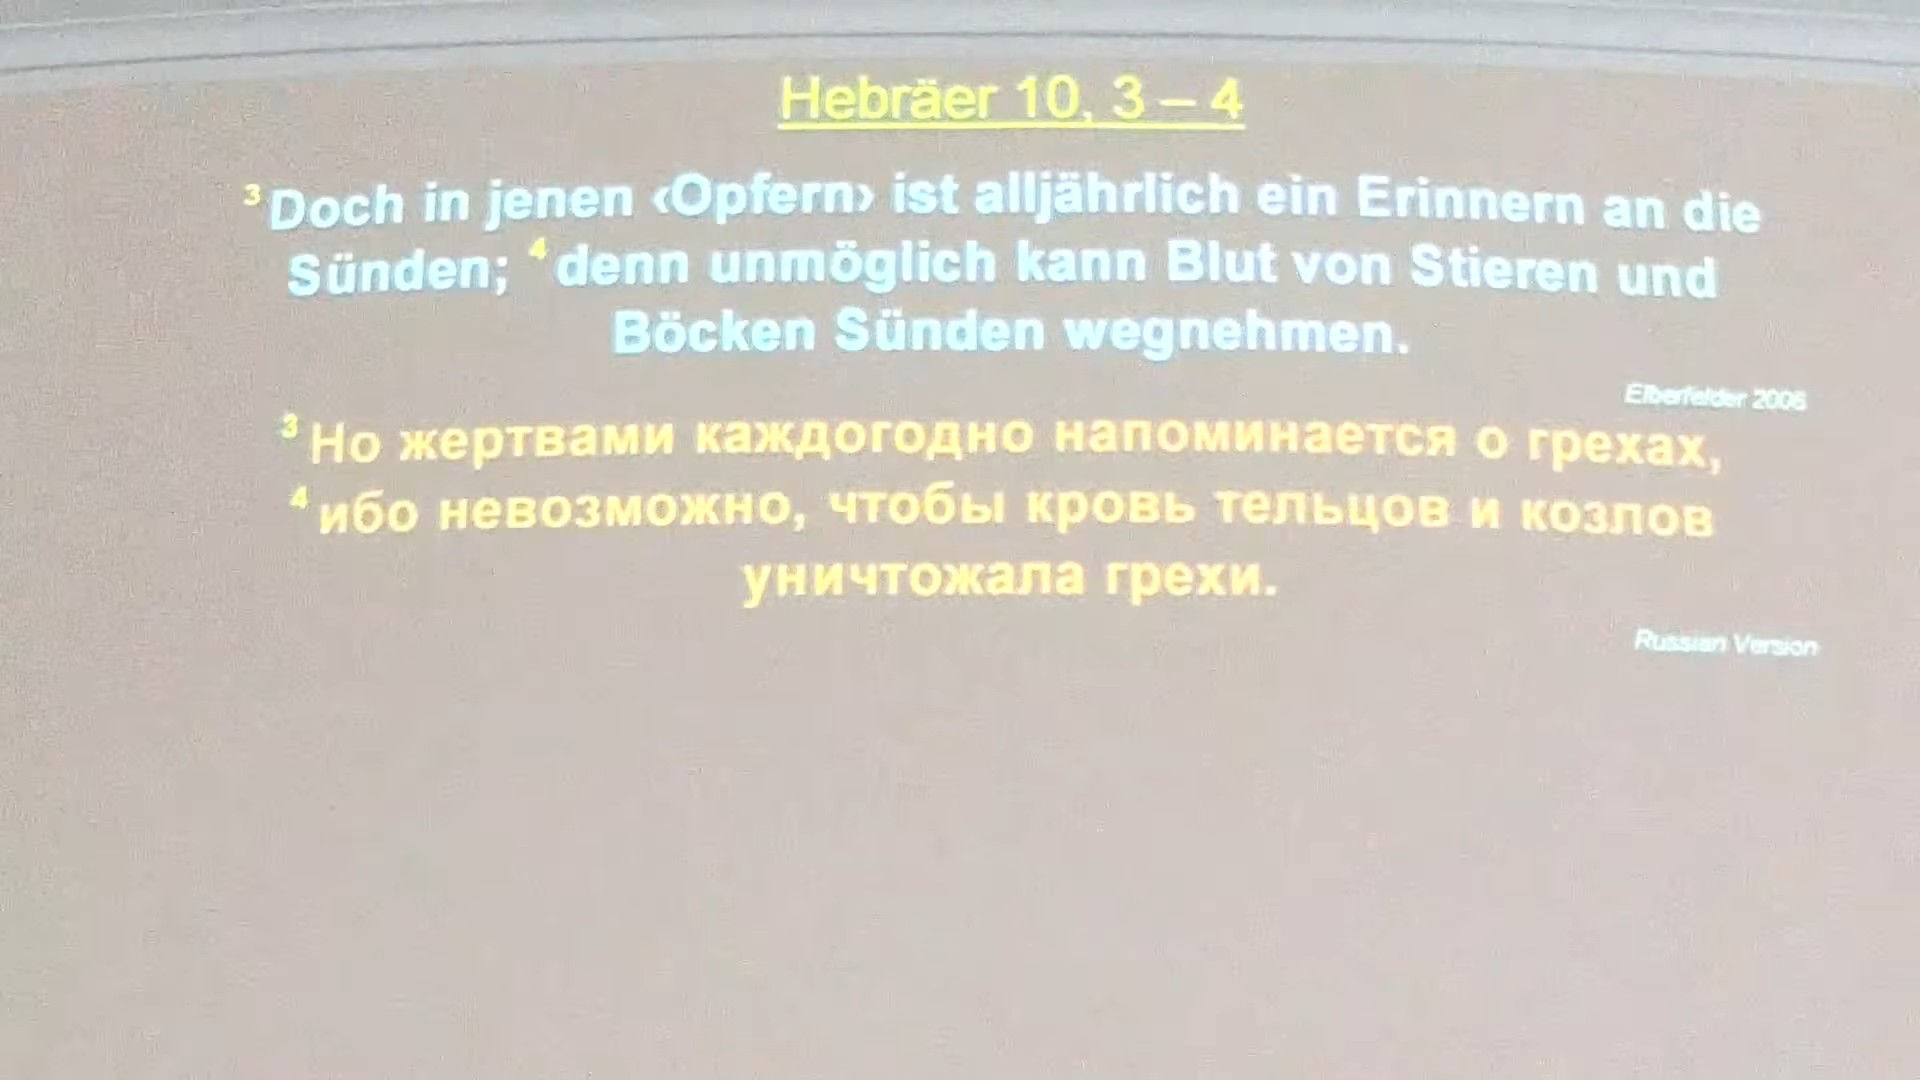 Hebräer 10, 3 – 4
³ Doch in jenen ‹Opfern› ist alljährlich ein Erinnern an die
Sünden; ⁴ denn unmöglich kann Blut von Stieren und
Böcken Sünden wegnehmen.
Elberfelder 2006
³ Но жертвами каждогодно напоминается о грехах,
⁴ ибо невозможно, чтобы кровь тельцов и козлов
уничтожала грехи.
Russian Version